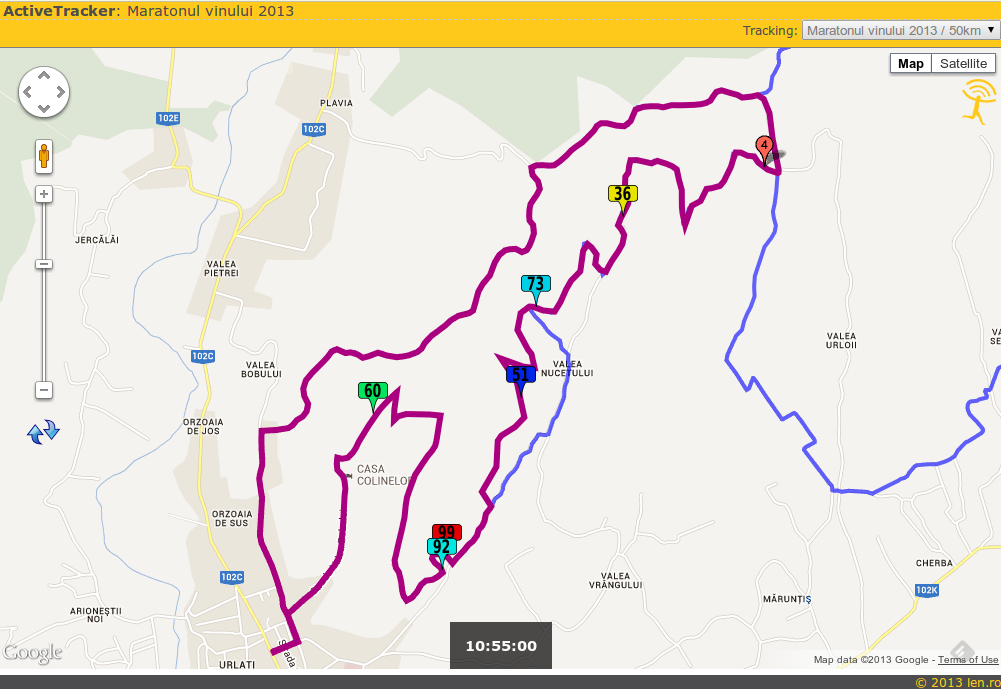 ActiveTracker: Maratonul vinului 2013
Tracking: Maratonul vinului 2013 / 50km
Map Satellite
PLAVIA
102E
102C
4
36
JERCĂLĂI
VALEA
PIETREI
73
102C
VALEA
URLOII
VALEA
BOBULUI
VALEA
NUCETULUI
51
60
ORZOAIA
DE JOS
CASA
COLINELOR
ORZOAIA
DE SUS
99
92
102C
VALEA
VRÂNGULUI
CHERBA
102K
MĂRUNȚIȘ
ARIONEȘTII
NOI
10:55:00
Google
URLATI
Strada
Map data ©2013 Google - Terms of Use
© 2013 len.ro